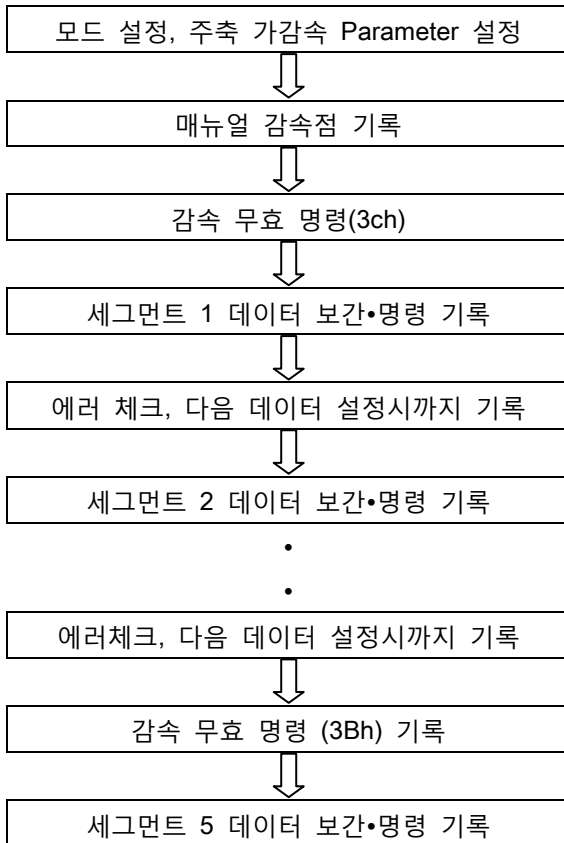 모드 설정, 주축 가감속 Parameter 설정
매뉴얼 감속점 기록
감속 무효 명령(3ch)
세그먼트 1 데이터 보간•명령 기록
에러 체크, 다음 데이터 설정시까지 기록
세그먼트 2 데이터 보간•명령 기록
•
•
에러체크, 다음 데이터 설정시까지 기록
감속 무효 명령 (3Bh) 기록
세그먼트 5 데이터 보간•명령 기록